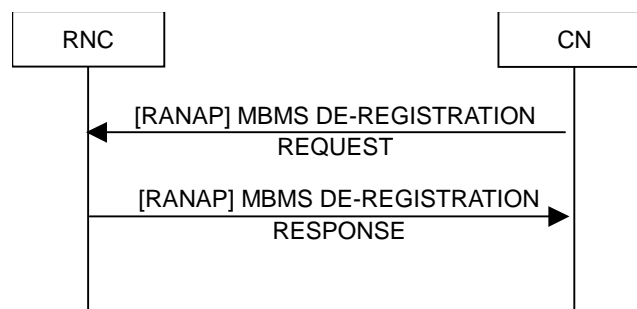 RNC
CN
[RANAP] MBMS DE-REGISTRATION
REQUEST
[RANAP] MBMS DE-REGISTRATION
RESPONSE